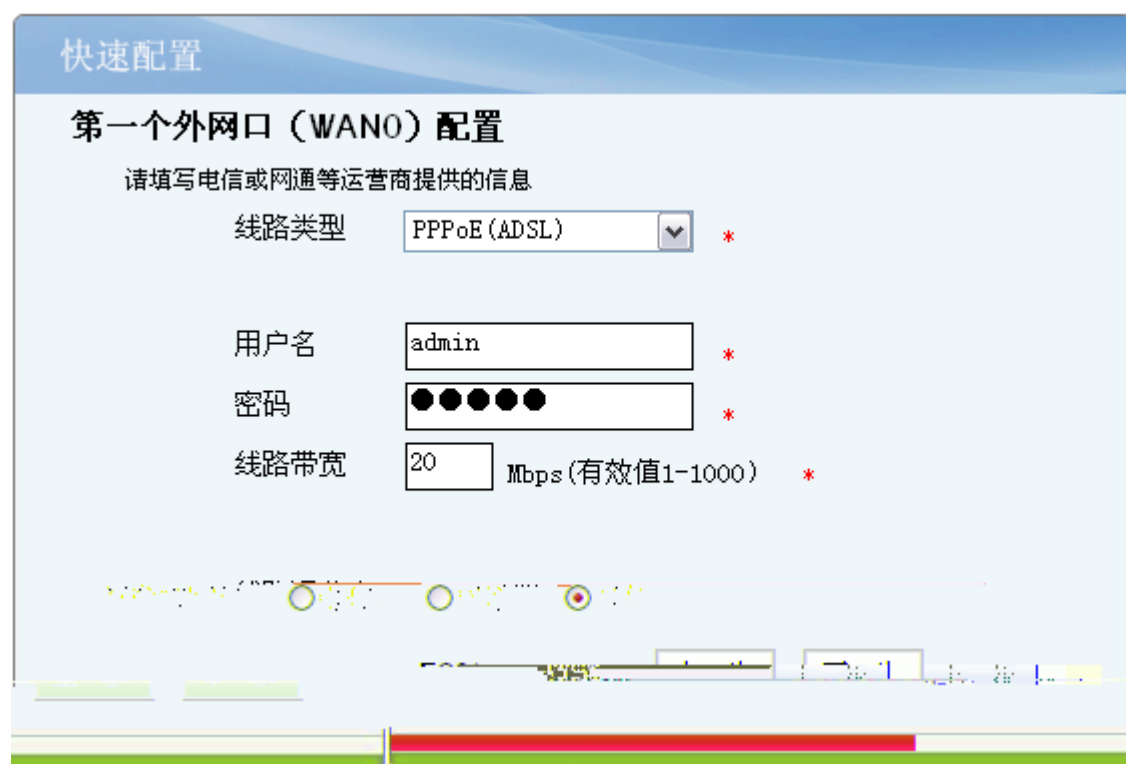 快速配置
第一个外网口（WAN0）配置
请填写电信或网通等运营商提供的信息
线路类型 PPPoE(ADSL) *
用户名 admin *
密码 ●●●●● *
线路带宽 20 Mbps(有效值1-1000) *